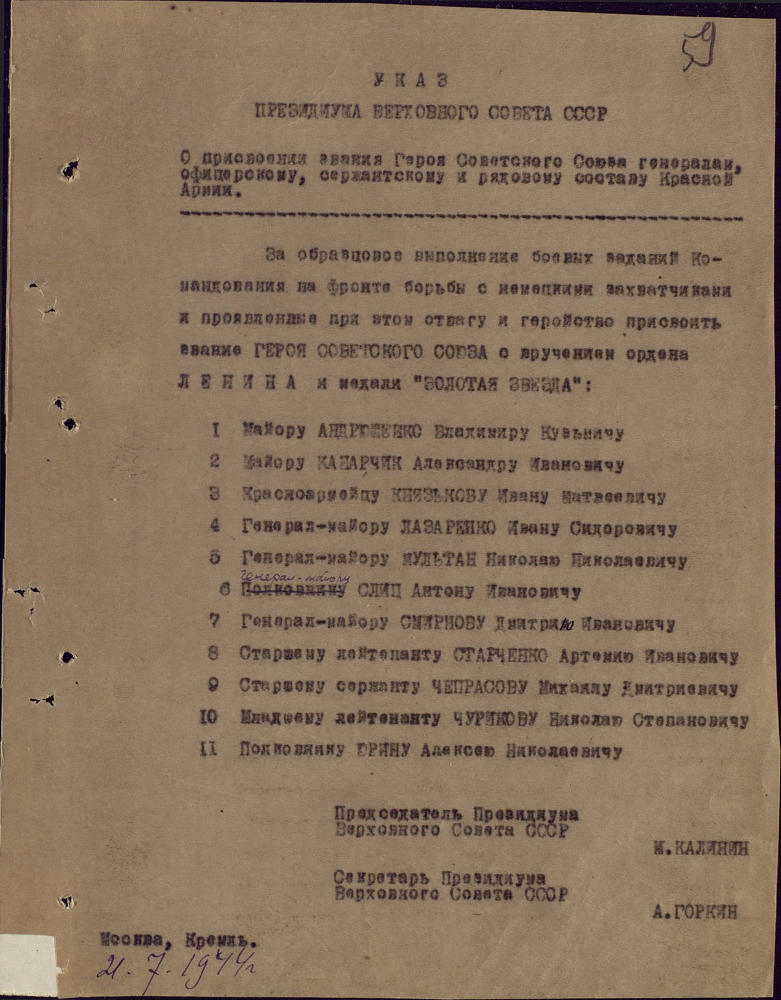 59
У К А З
ПРЕЗИДИУМА ВЕРХОВНОГО СОВЕТА СССР
О присвоении звания Героя Советского Союза генералам,
офицерскому, сержантскому и рядовому составу Красной
Армии.
За образцовое выполнение боевых заданий Ко-
мандования на фронте борьбы с немецкими захватчиками
и проявленные при этом отвагу и геройство присвоить
звание ГЕРОЯ СОВЕТСКОГО СОЮЗА с вручением ордена
Л Е Н И Н А и медали "ЗОЛОТАЯ ЗВЕЗДА":
1 Майору АНДРЮЩЕНКО Владимиру Кузьмичу
2 Майору КАНАРЧИК Александру Ивановичу
3 Красноармейцу КНЯЗЬКОВУ Ивану Матвеевичу
4 Генерал-майору ЛАЗАРЕНКО Ивану Сидоровичу
5 Генерал-майору МУЛЬТАН Николаю Николаевичу
Генерал-майору
6 Полковнику СЛИЦ Антону Ивановичу
7 Генерал-майору СМИРНОВУ Дмитрию Ивановичу
8 Старшему лейтенанту СТАРЧЕНКО Артемию Ивановичу
9 Старшему сержанту ЧЕПРАСОВУ Михаилу Дмитриевичу
10 Младшему лейтенанту ЧУРИКОВУ Николаю Степановичу
11 Полковнику ЮРИНУ Алексею Николаевичу
Председатель Президиума
Верховного Совета СССР
М.КАЛИНИН
Секретарь Президиума
Верховного Совета СССР
А.ГОРКИН
Москва, Кремль.
21.7.1944г